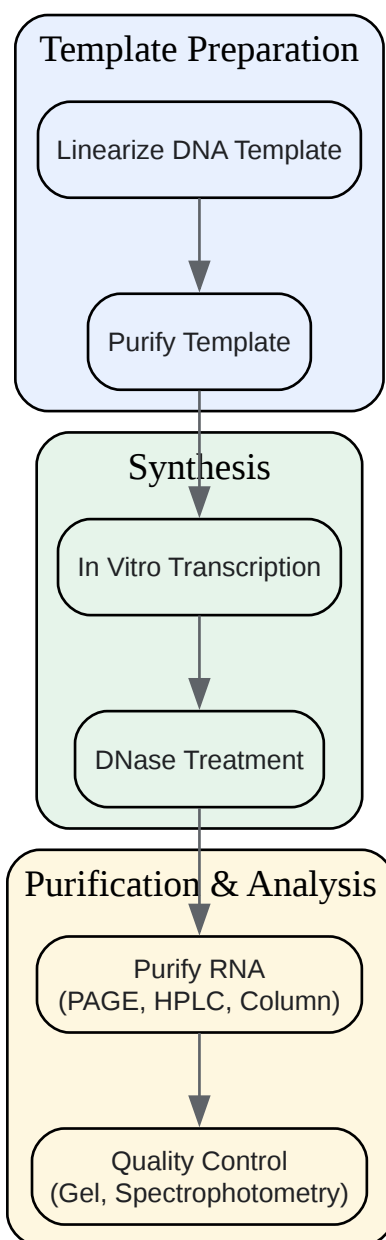 Template Preparation
Linearize DNA Template
Purify Template
Synthesis
In Vitro Transcription
DNase Treatment
Purification & Analysis
Purify RNA
(PAGE, HPLC, Column)
Quality Control
(Gel, Spectrophotometry)